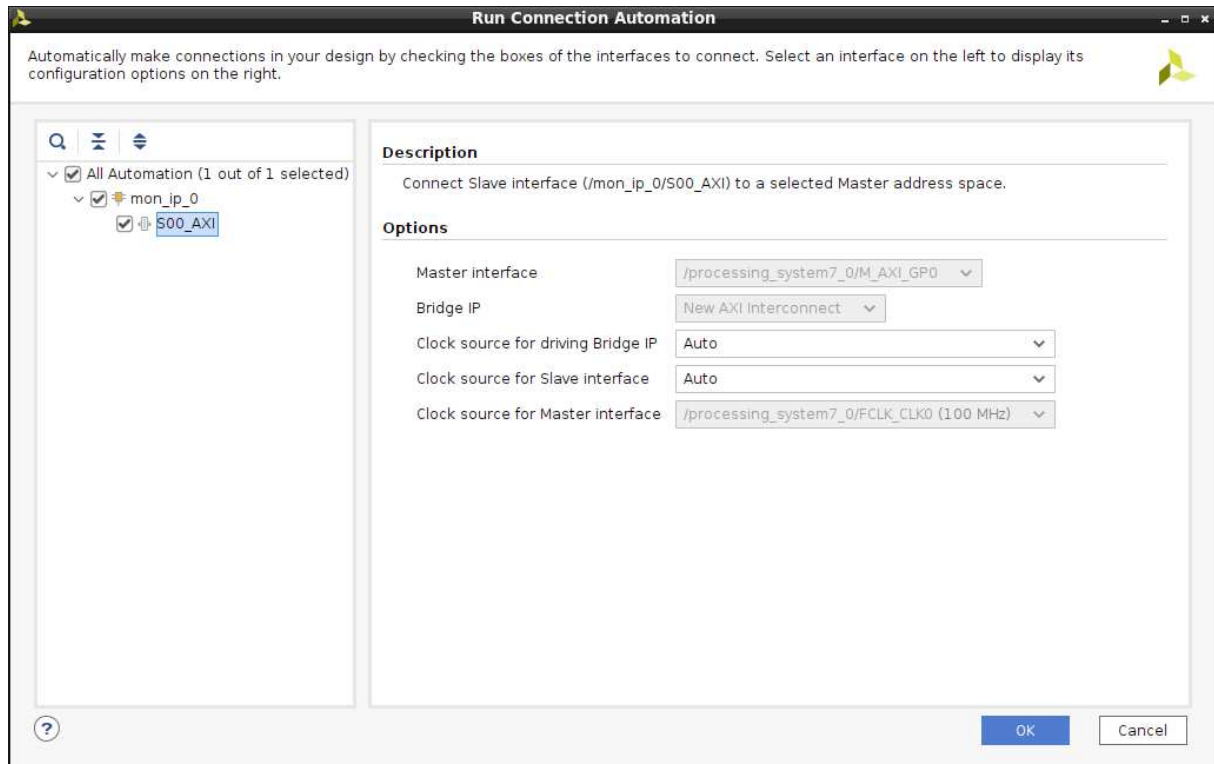 Run Connection Automation
Automatically make connections in your design by checking the boxes of the interfaces to connect. Select an interface on the left to display its
configuration options on the right.
All Automation (1 out of 1 selected)
mon_ip_0
S00_AXI
Description
Connect Slave interface (/mon_ip_0/S00_AXI) to a selected Master address space.
Options
Master interface /processing_system7_0/M_AXI_GP0
Bridge IP New AXI Interconnect
Clock source for driving Bridge IP Auto
Clock source for Slave interface Auto
Clock source for Master interface /processing_system7_0/FCLK_CLK0 (100 MHz)
?
OK Cancel